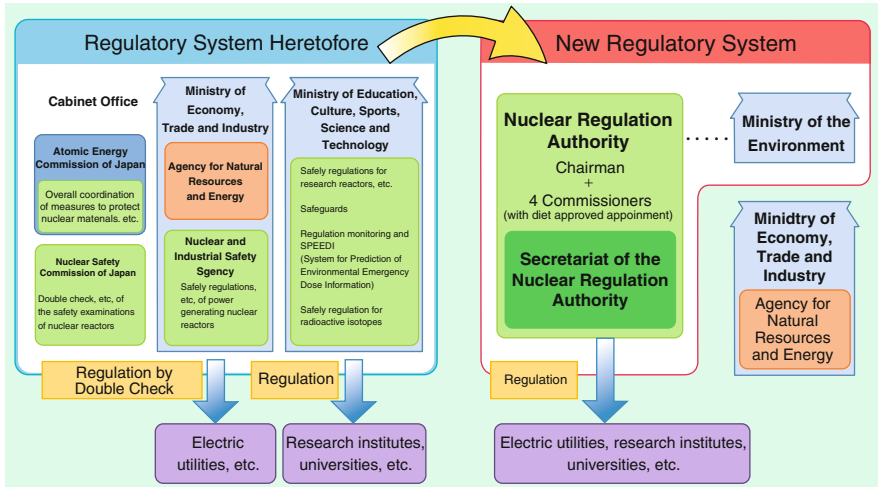 Regulatory System Heretofore
Cabinet Office
Atomic Energy
Commission of Japan
Overall coordination
of measures to protect
nuclear matenals. etc.
Nuclear Safety
Commission of Japan
Double check, etc, of
the safety examinations
of nuclear reactors
Ministry of
Economy,
Trade and Industry
Agency for Natural
Resources
and Energy
Nuclear and
Industrial Safety
Sgency
Safely regulations,
etc, of power
generating nuclear
reactors
Ministry of Education,
Culture, Sports,
Science and
Technology
Safely regulations for
research reactors, etc.
Safeguards
Regulation monitoring and
SPEEDI
(System for Prediction of
Environmental Emergency
Dose Information)
Safely regulation for
radioactive isotopes
Regulation by
Double Check
Regulation
Electric
utilities, etc.
Research institutes,
universities, etc.
New Regulatory System
Nuclear Regulation
Authority
Chairman
+
4 Commissioners
(with diet approved appoinment)
Secretariat of the
Nuclear Regulation
Authority
.....
Ministry of the
Environment
Minidtry of
Economy,
Trade and
Industry
Agency for
Natural
Resources
and Energy
Regulation
Electric utilities, research institutes,
universities, etc.